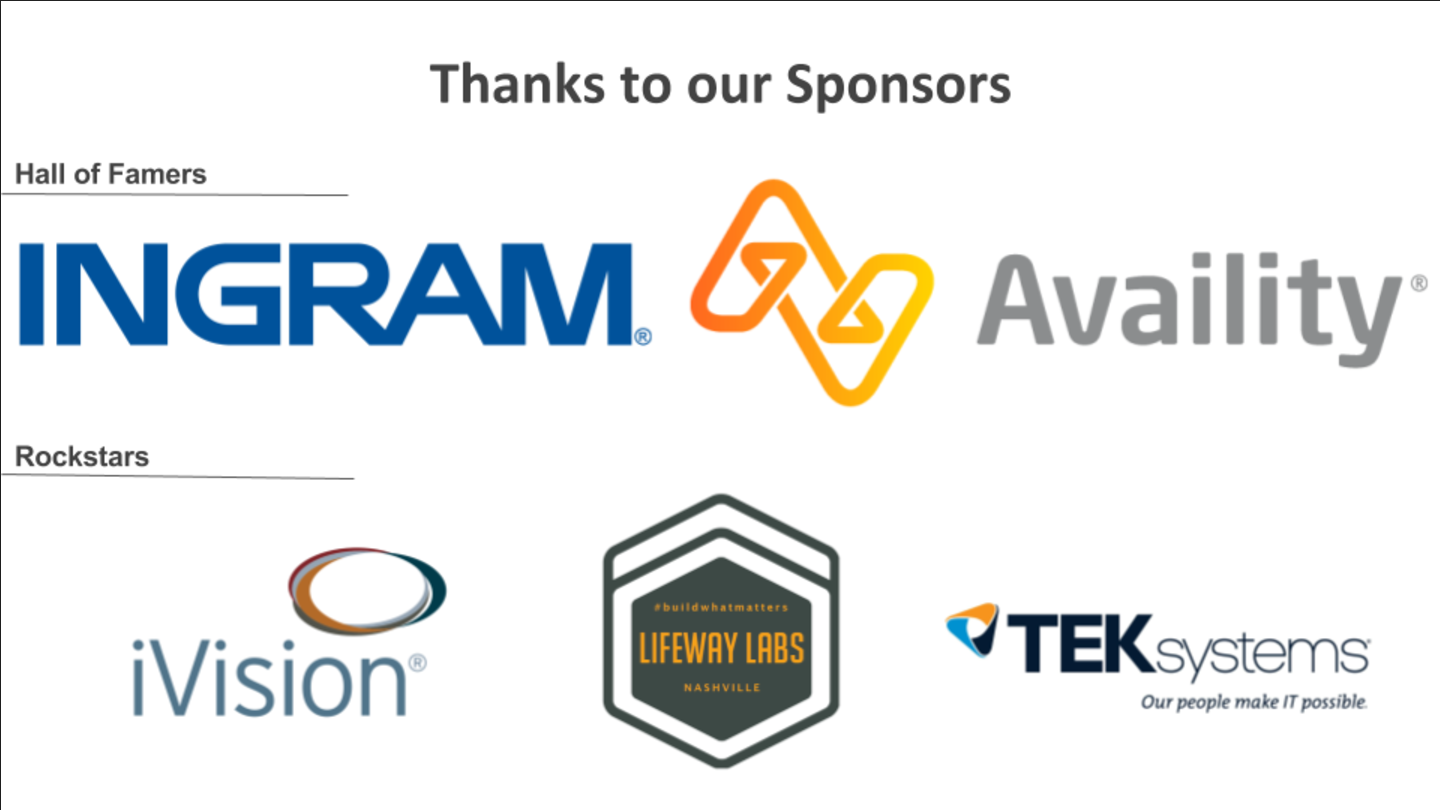 Thanks to our Sponsors
Hall of Famers
INGRAM®
Availity®
Rockstars
iVision®
#buildwhatmatters
LIFEWAY LABS
NASHVILLE
TEKsystems®
Our people make IT possible.